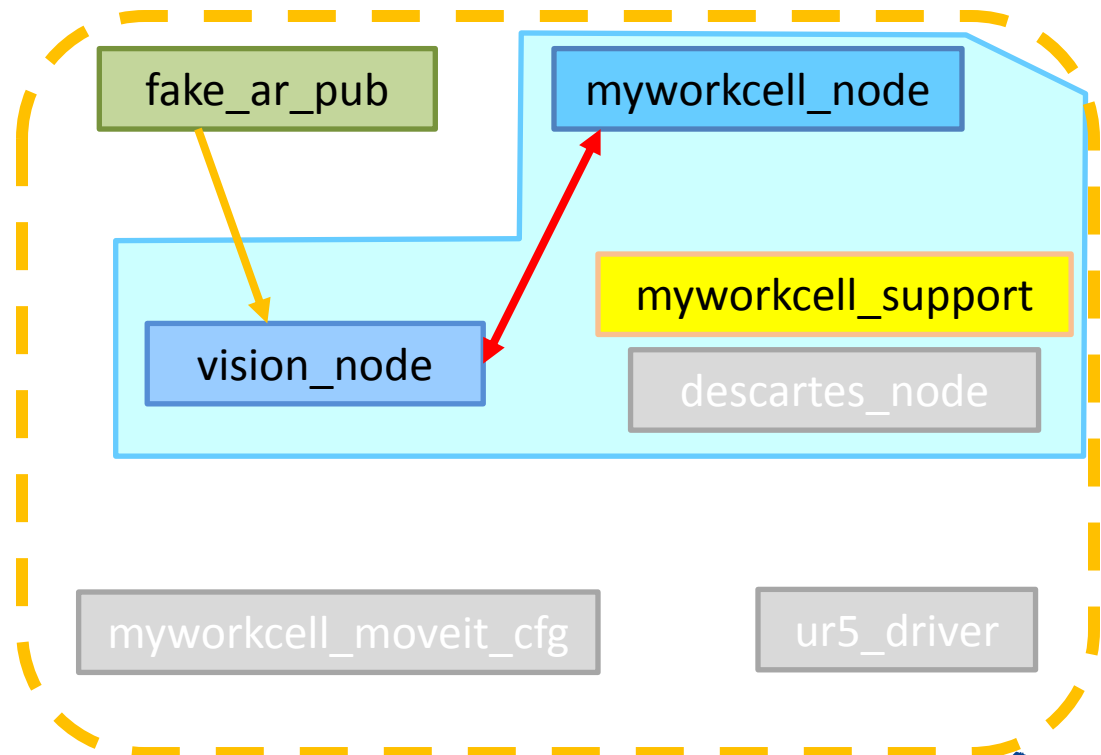 fake_ar_pub
myworkcell_node
myworkcell_support
vision_node
descartes_node
myworkcell_moveit_cfg
ur5_driver